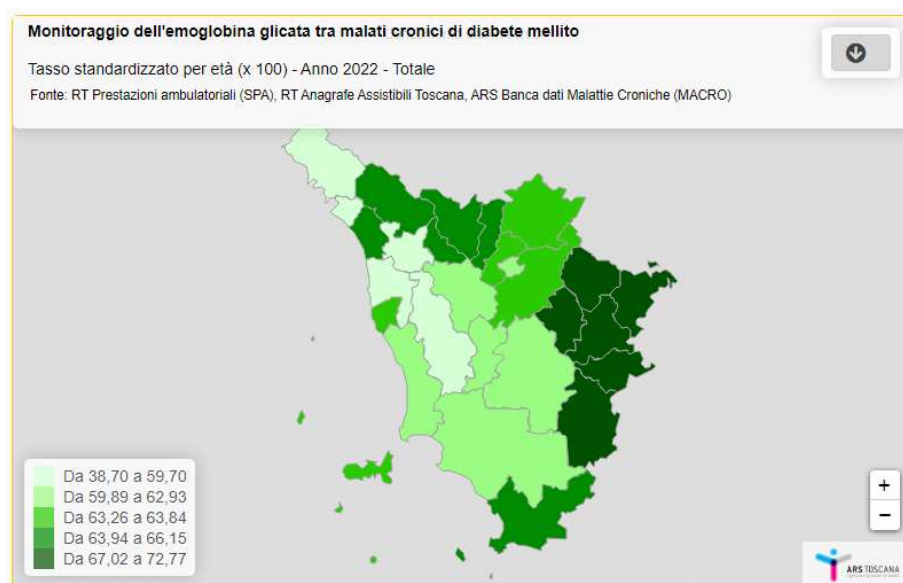 Monitoraggio dell'emoglobina glicata tra malati cronici di diabete mellito
Tasso standardizzato per età (x 100) - Anno 2022 - Totale
Fonte: RT Prestazioni ambulatoriali (SPA), RT Anagrafe Assistibili Toscana, ARS Banca dati Malattie Croniche (MACRO)
Da 38,70 a 59,70
Da 59,89 a 62,93
Da 63,26 a 63,84
Da 63,94 a 66,15
Da 67,02 a 72,77
+
−
ARS TOSCANA